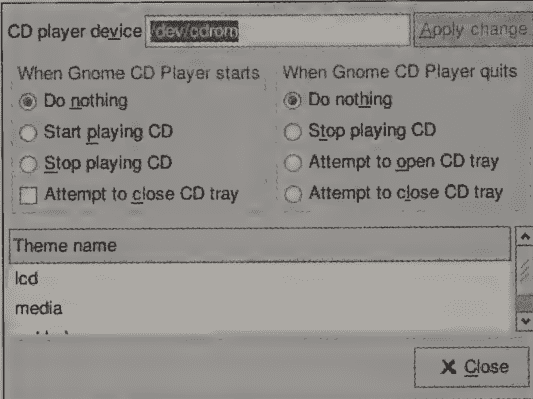 CD player device /dev/cdrom Apply change
When Gnome CD Player starts
Do nothing
Start playing CD
Stop playing CD
Attempt to close CD tray
When Gnome CD Player quits
Do nothing
Stop playing CD
Attempt to open CD tray
Attempt to close CD tray
Theme name
lcd
media
Close